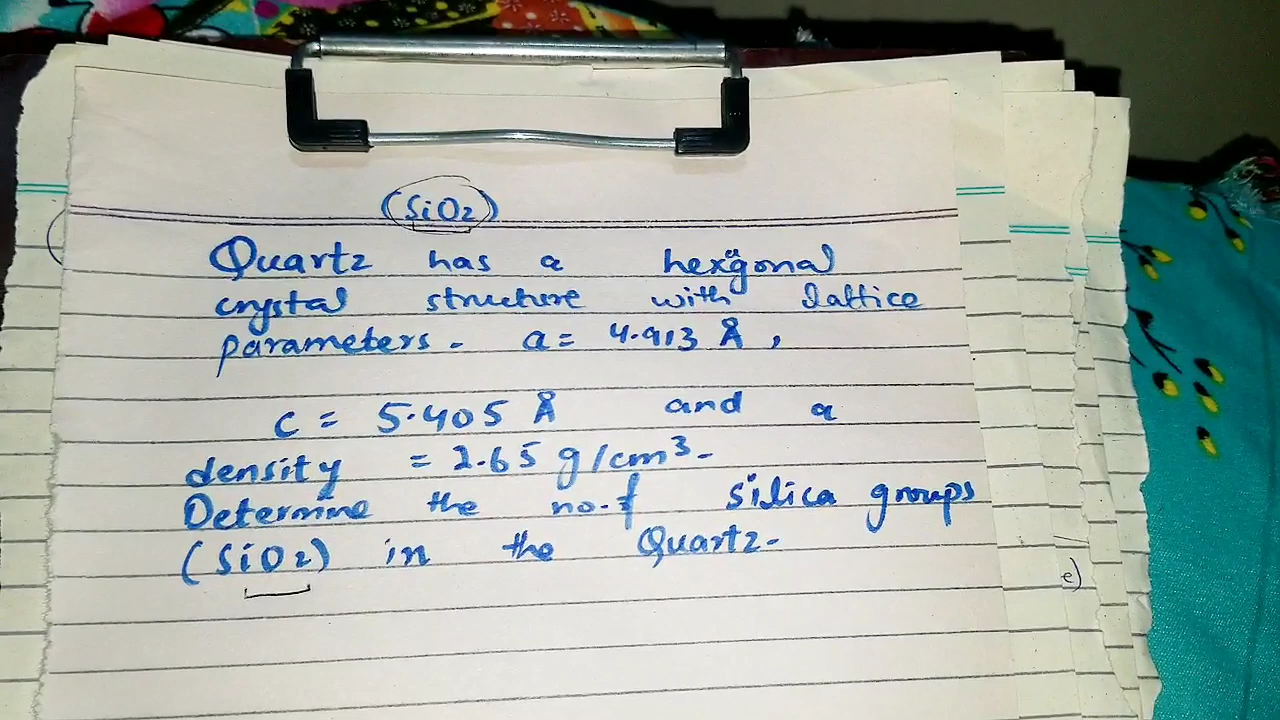 (SiO2)
Quartz has a hexgonal
crystal structure with lattice
parameters. a = 4.913 Å,
c = 5.405 Å and a
density = 2.65 g/cm3.
Determine the no. of silica groups
(SiO2) in the Quartz.
e)